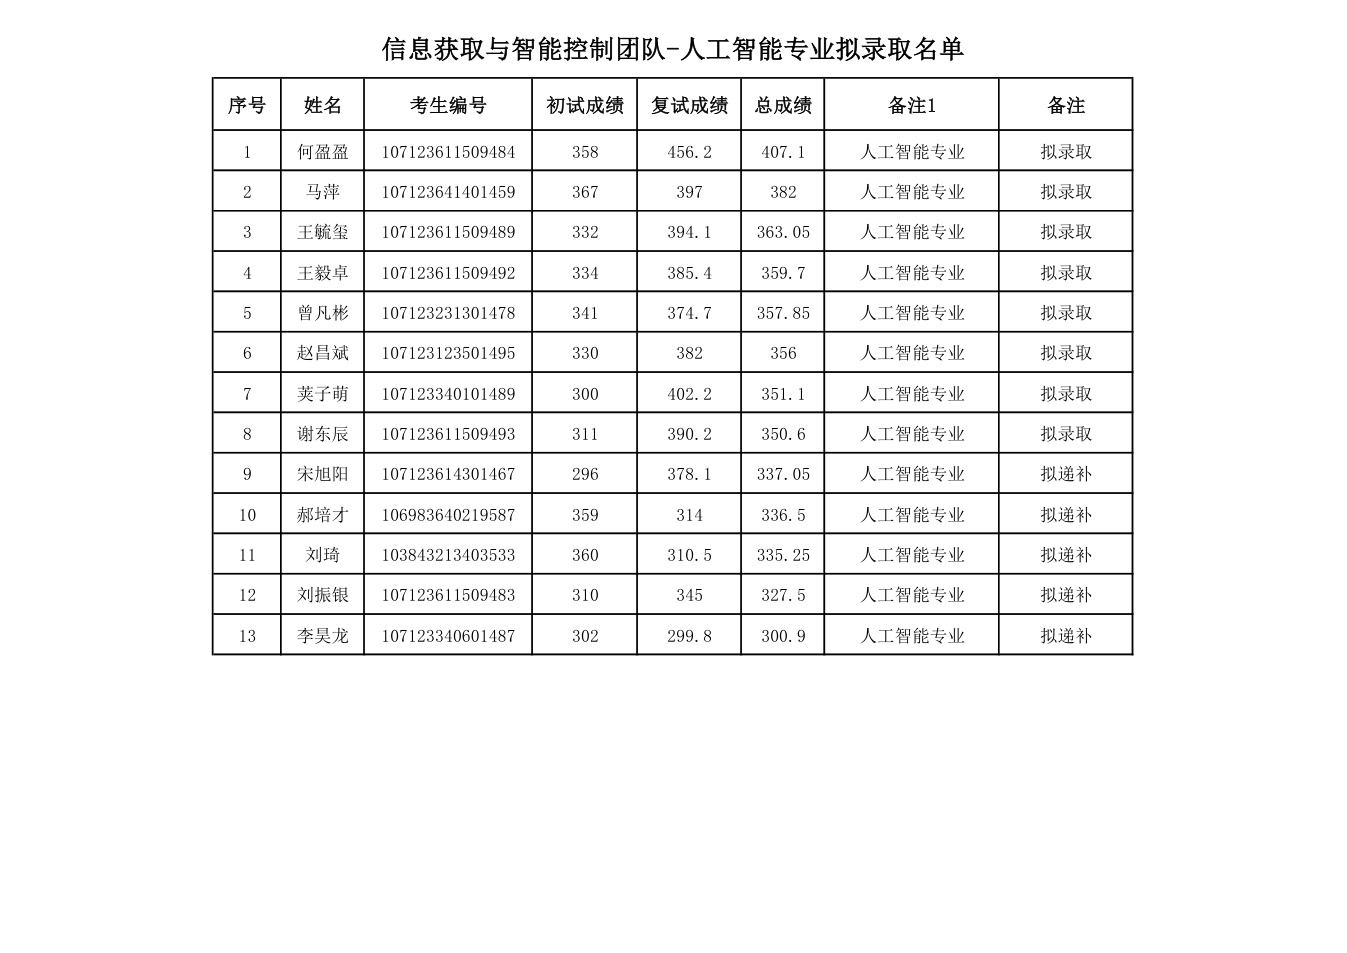 信息获取与智能控制团队-人工智能专业拟录取名单
序号 姓名 考生编号 初试成绩 复试成绩 总成绩 备注1 备注
1 何盈盈 107123611509484 358 456.2 407.1 人工智能专业 拟录取
2 马萍 107123641401459 367 397 382 人工智能专业 拟录取
3 王毓玺 107123611509489 332 394.1 363.05 人工智能专业 拟录取
4 王毅卓 107123611509492 334 385.4 359.7 人工智能专业 拟录取
5 曾凡彬 107123231301478 341 374.7 357.85 人工智能专业 拟录取
6 赵昌斌 107123123501495 330 382 356 人工智能专业 拟录取
7 荚子萌 107123340101489 300 402.2 351.1 人工智能专业 拟录取
8 谢东辰 107123611509493 311 390.2 350.6 人工智能专业 拟录取
9 宋旭阳 107123614301467 296 378.1 337.05 人工智能专业 拟递补
10 郝培才 106983640219587 359 314 336.5 人工智能专业 拟递补
11 刘琦 103843213403533 360 310.5 335.25 人工智能专业 拟递补
12 刘振银 107123611509483 310 345 327.5 人工智能专业 拟递补
13 李昊龙 107123340601487 302 299.8 300.9 人工智能专业 拟递补